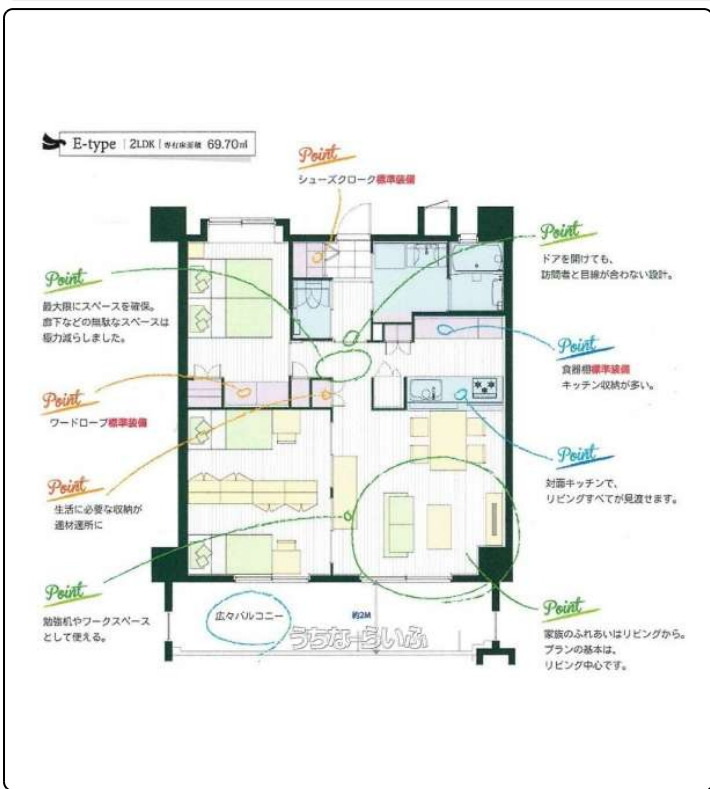 E-type 2LDK 専有床面積 69.70㎡
Point
シューズクローク標準装備
Point
ドアを開けても、
訪問者と目線が合わない設計。
Point
最大限にスペースを確保。
廊下などの無駄なスペースは
極力減らしました。
Point
食器棚標準装備
キッチン収納が多い。
Point
ワードローブ標準装備
Point
対面キッチンで、
リビングすべてが見渡せます。
Point
生活に必要な収納が
適材適所に
Point
勉強机やワークスペース
として使える。
広々バルコニー
約2M
うちなーらいふ
Point
家族のふれあいはリビングから。
プランの基本は、
リビング中心です。